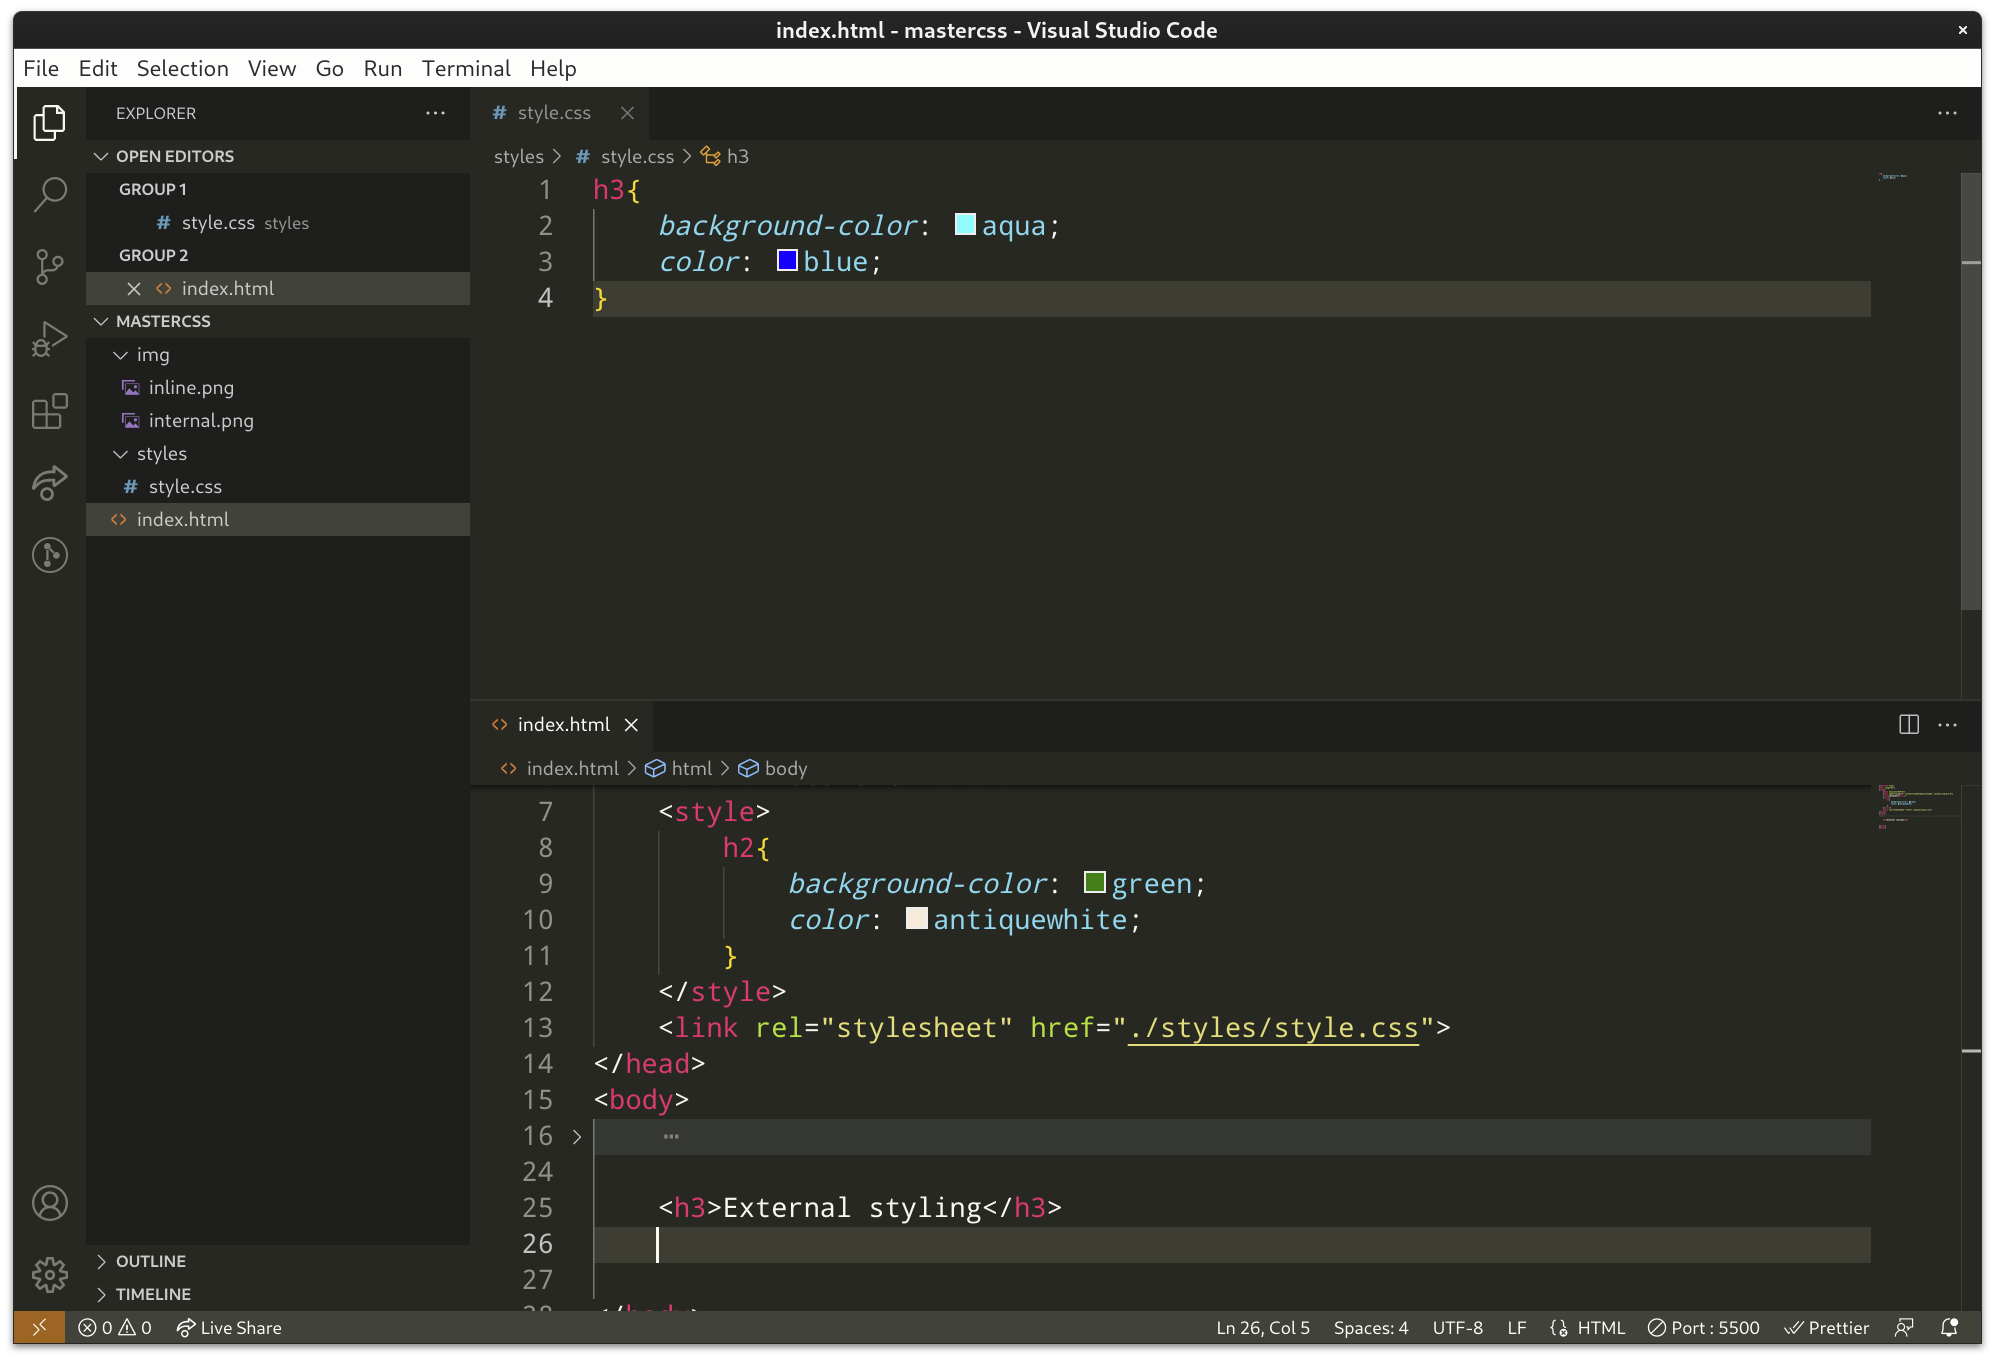 index.html - mastercss - Visual Studio Code
File Edit Selection View Go Run Terminal Help
EXPLORER
OPEN EDITORS
GROUP 1
# style.css styles
GROUP 2
index.html
MASTERCSS
img
inline.png
internal.png
styles
# style.css
index.html
OUTLINE
TIMELINE
# style.css
styles > # style.css > h3
1 h3{
2 background-color: aqua;
3 color: blue;
4 }
index.html
index.html > html > body
7 <style>
8 h2{
9 background-color: green;
10 color: antiquewhite;
11 }
12 </style>
13 <link rel="stylesheet" href="./styles/style.css">
14 </head>
15 <body>
16 > ...
24
25 <h3>External styling</h3>
26
27
28 </body>
0 0 Live Share Ln 26, Col 5 Spaces: 4 UTF-8 LF HTML Port : 5500 Prettier